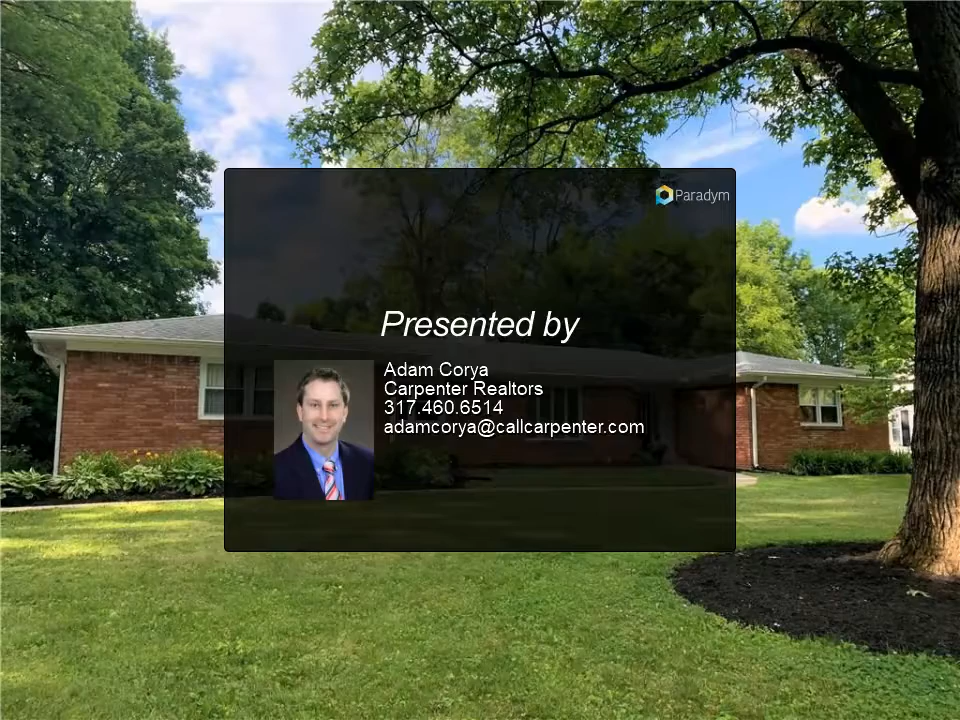 Paradym
Presented by
Adam Corya
Carpenter Realtors
317.460.6514
adamcorya@callcarpenter.com